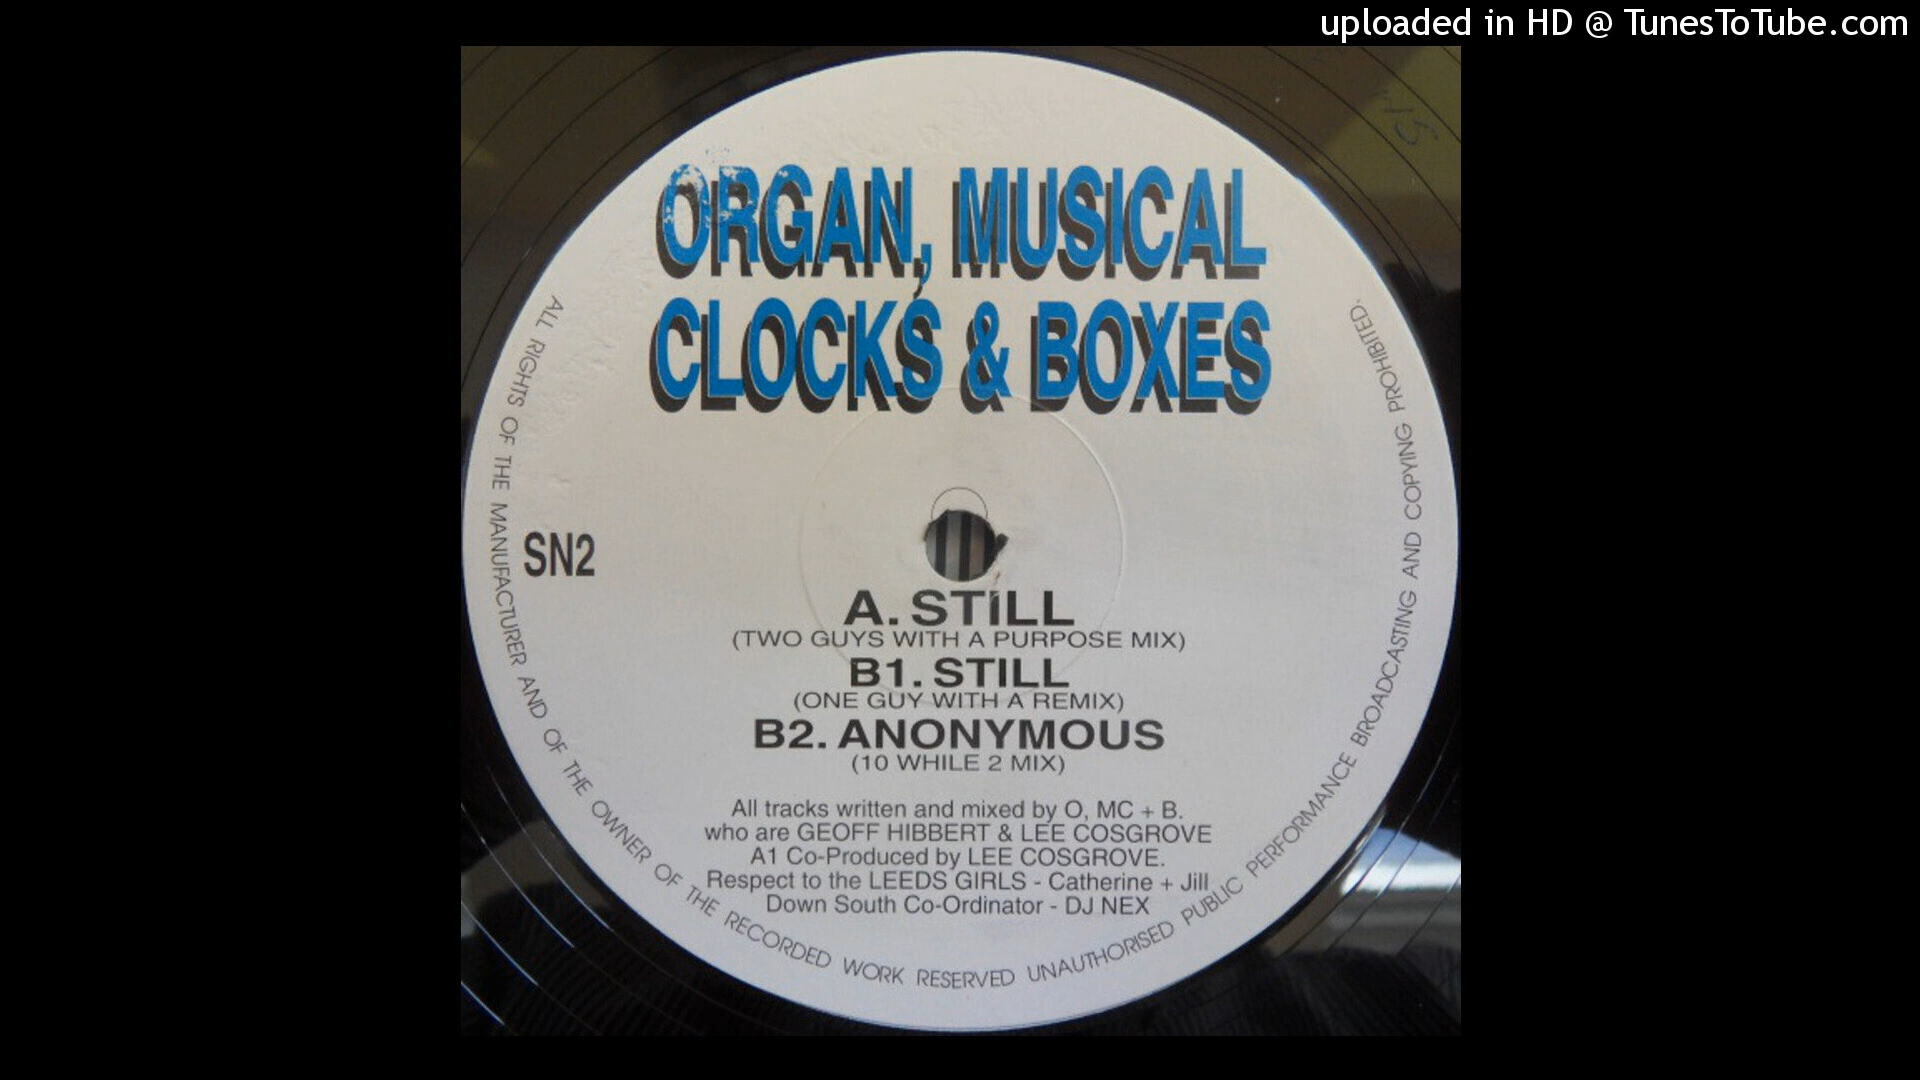 uploaded in HD @ TunesToTube.com
ORGAN, MUSICAL
CLOCKS & BOXES
SN2
A. STILL
(TWO GUYS WITH A PURPOSE MIX)
B1. STILL
(ONE GUY WITH A REMIX)
B2. ANONYMOUS
(10 WHILE 2 MIX)
All tracks written and mixed by O, MC + B.
who are GEOFF HIBBERT & LEE COSGROVE
A1 Co-Produced by LEE COSGROVE.
Respect to the LEEDS GIRLS - Catherine + Jill
Down South Co-Ordinator - DJ NEX
ALL RIGHTS OF THE MANUFACTURER AND OF THE OWNER OF THE RECORDED WORK RESERVED UNAUTHORISED PUBLIC PERFORMANCE BROADCASTING AND COPYING PROHIBITED.